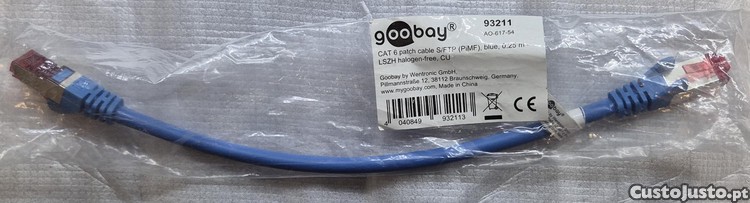 goobay®
93211
AO-617-54
CAT 6 patch cable S/FTP (PiMF), blue, 0.25 m
LSZH halogen-free, CU
Goobay by Wentronic GmbH,
Pillmannstraße 12, 38112 Braunschweig, Germany
www.mygoobay.com, Made in China
4 040849 932113
CE
CustoJusto.pt